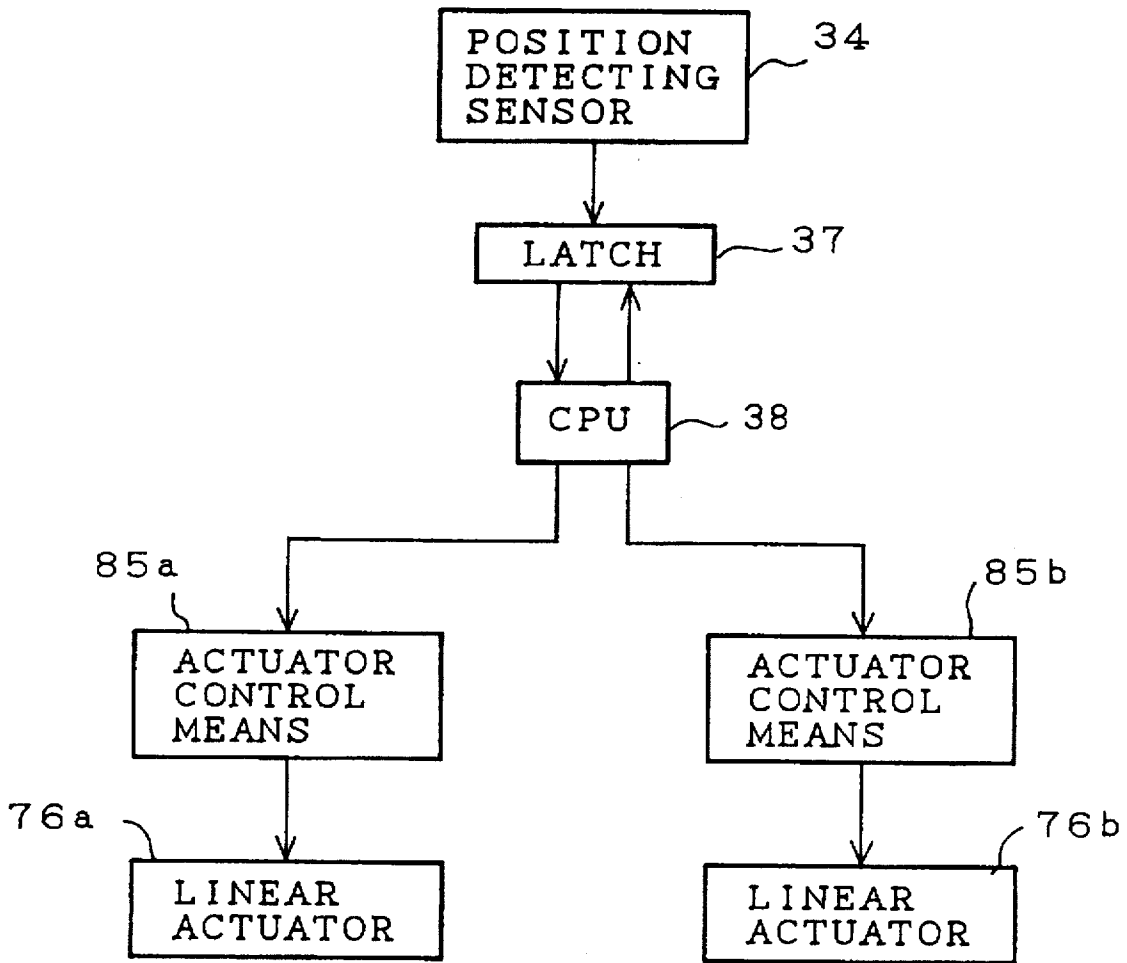 POSITION
DETECTING
SENSOR
34
LATCH
37
CPU
38
85a
85b
ACTUATOR
CONTROL
MEANS
ACTUATOR
CONTROL
MEANS
76a
76b
LINEAR
ACTUATOR
LINEAR
ACTUATOR